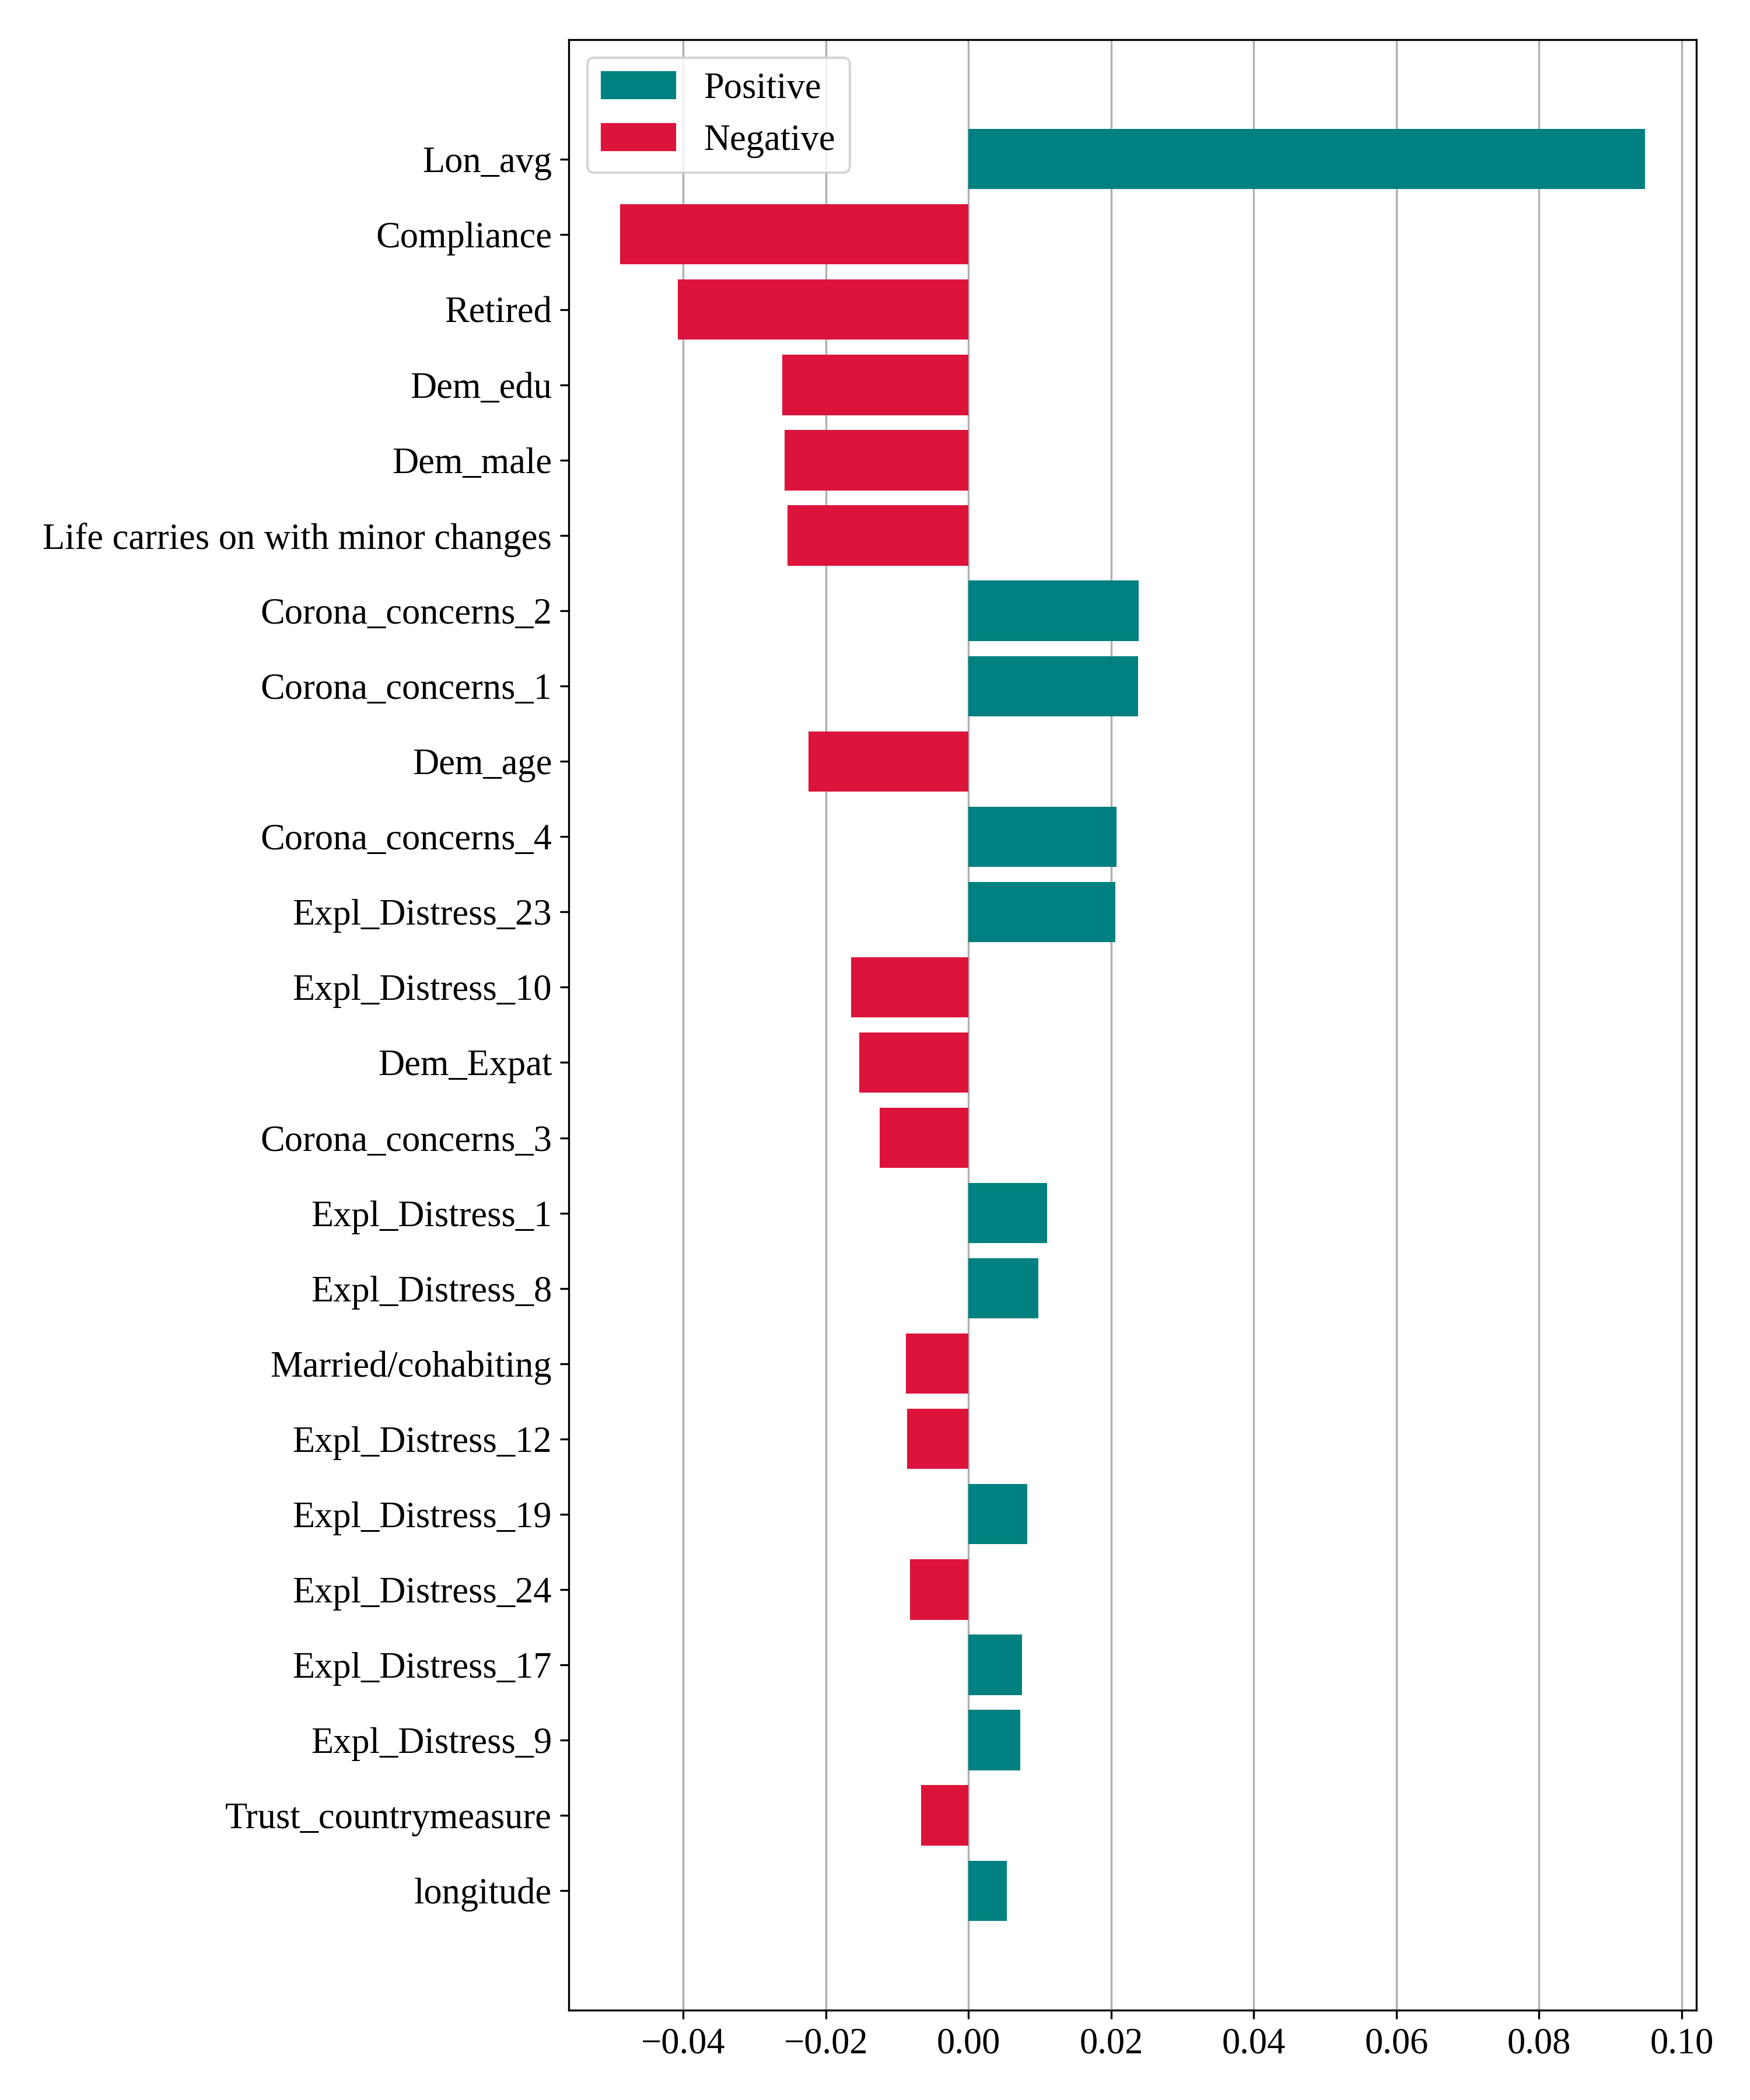 Positive
Negative
Lon_avg
Compliance
Retired
Dem_edu
Dem_male
Life carries on with minor changes
Corona_concerns_2
Corona_concerns_1
Dem_age
Corona_concerns_4
Expl_Distress_23
Expl_Distress_10
Dem_Expat
Corona_concerns_3
Expl_Distress_1
Expl_Distress_8
Married/cohabiting
Expl_Distress_12
Expl_Distress_19
Expl_Distress_24
Expl_Distress_17
Expl_Distress_9
Trust_countrymeasure
longitude
−0.04 −0.02 0.00 0.02 0.04 0.06 0.08 0.10